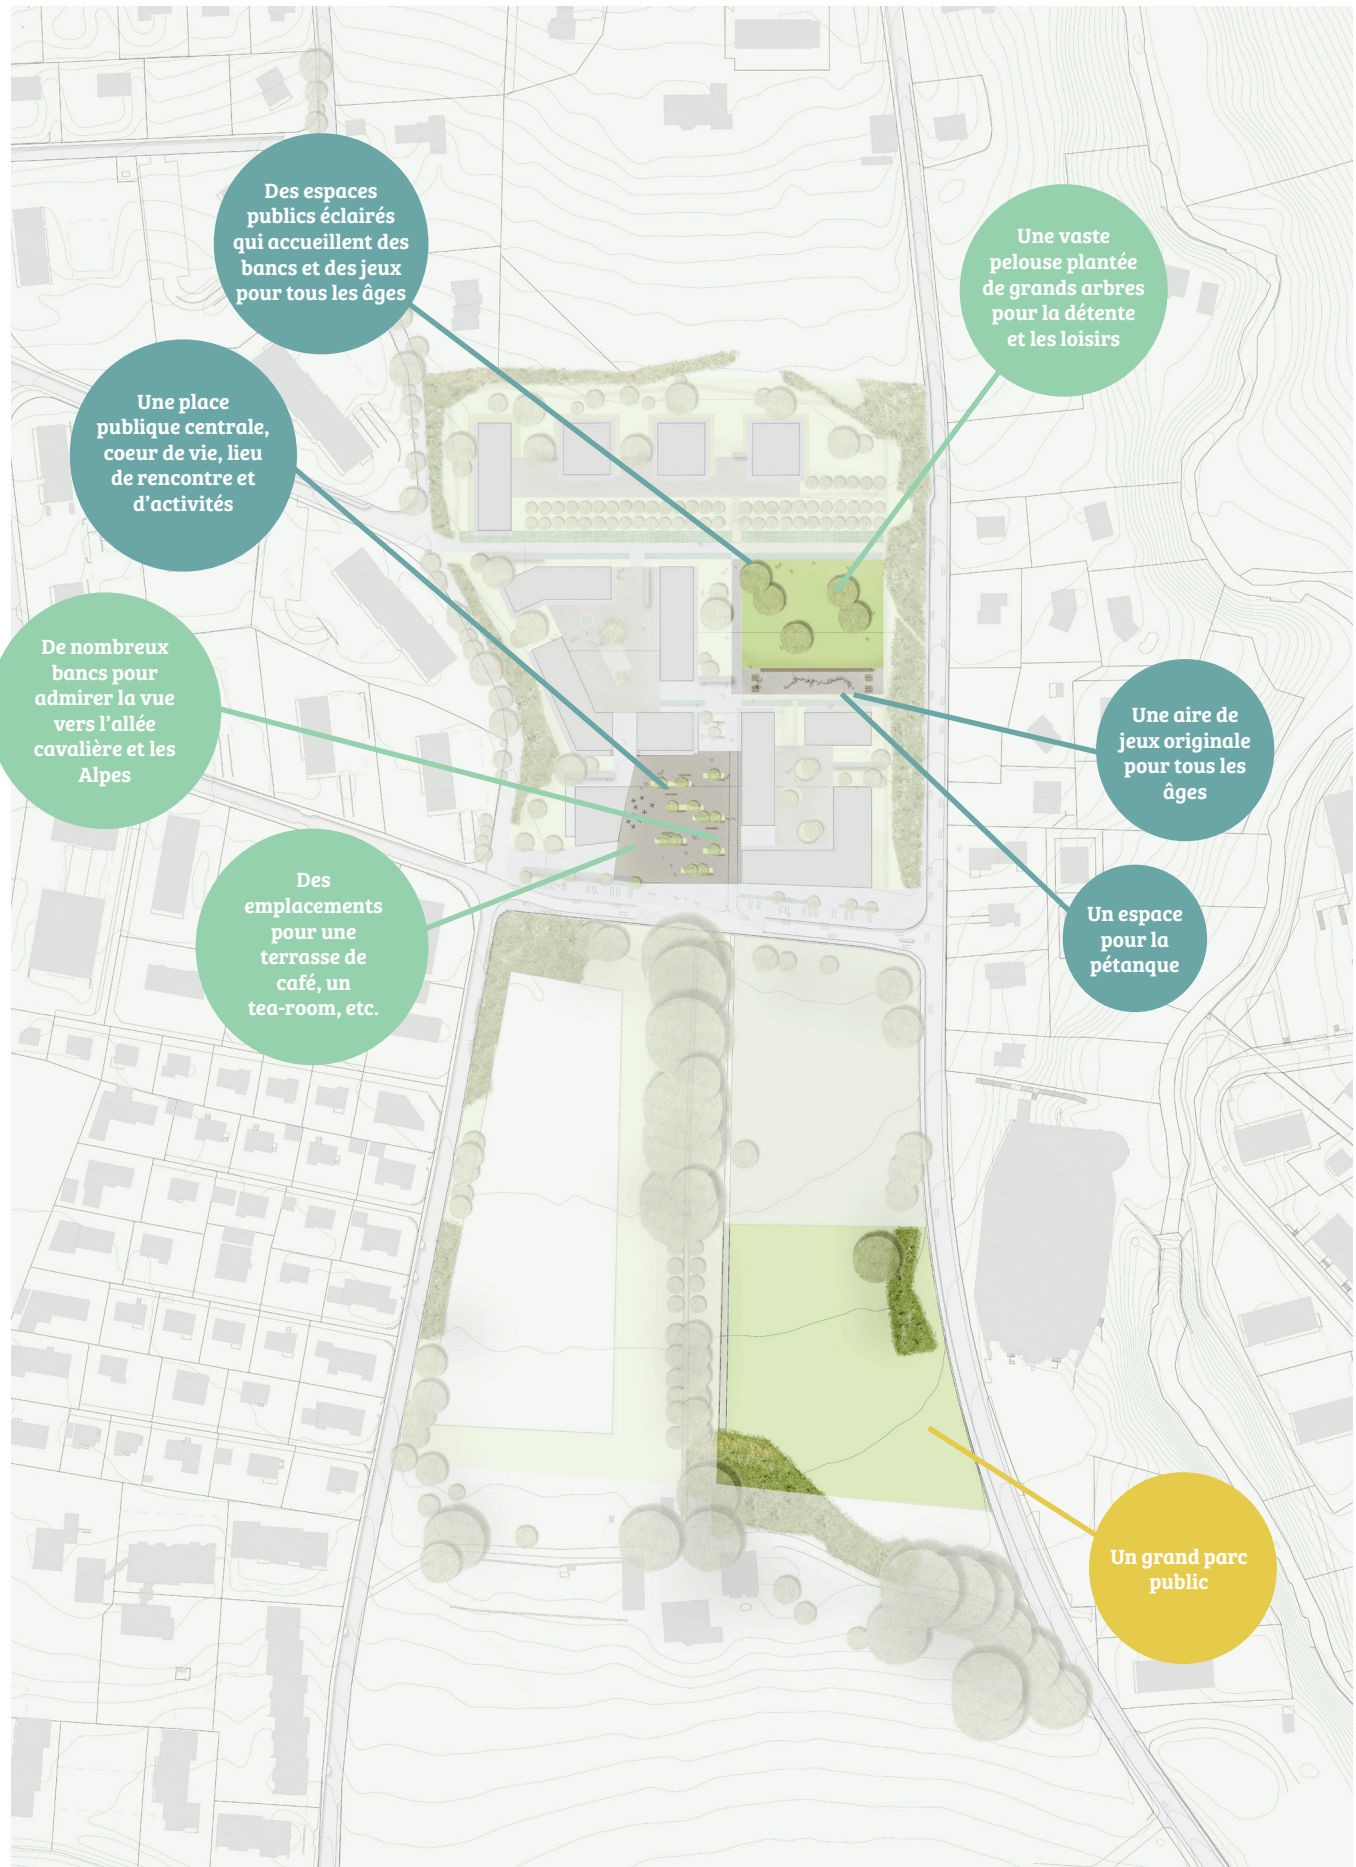 Des espaces
publics éclairés
qui accueillent des
bancs et des jeux
pour tous les âges
Une vaste
pelouse plantée
de grands arbres
pour la détente
et les loisirs
Une place
publique centrale,
coeur de vie, lieu
de rencontre et
d'activités
De nombreux
bancs pour
admirer la vue
vers l'allée
cavalière et les
Alpes
Une aire de
jeux originale
pour tous les
âges
Des
emplacements
pour une
terrasse de
café, un
tea-room, etc.
Un espace
pour la
pétanque
Un grand parc
public